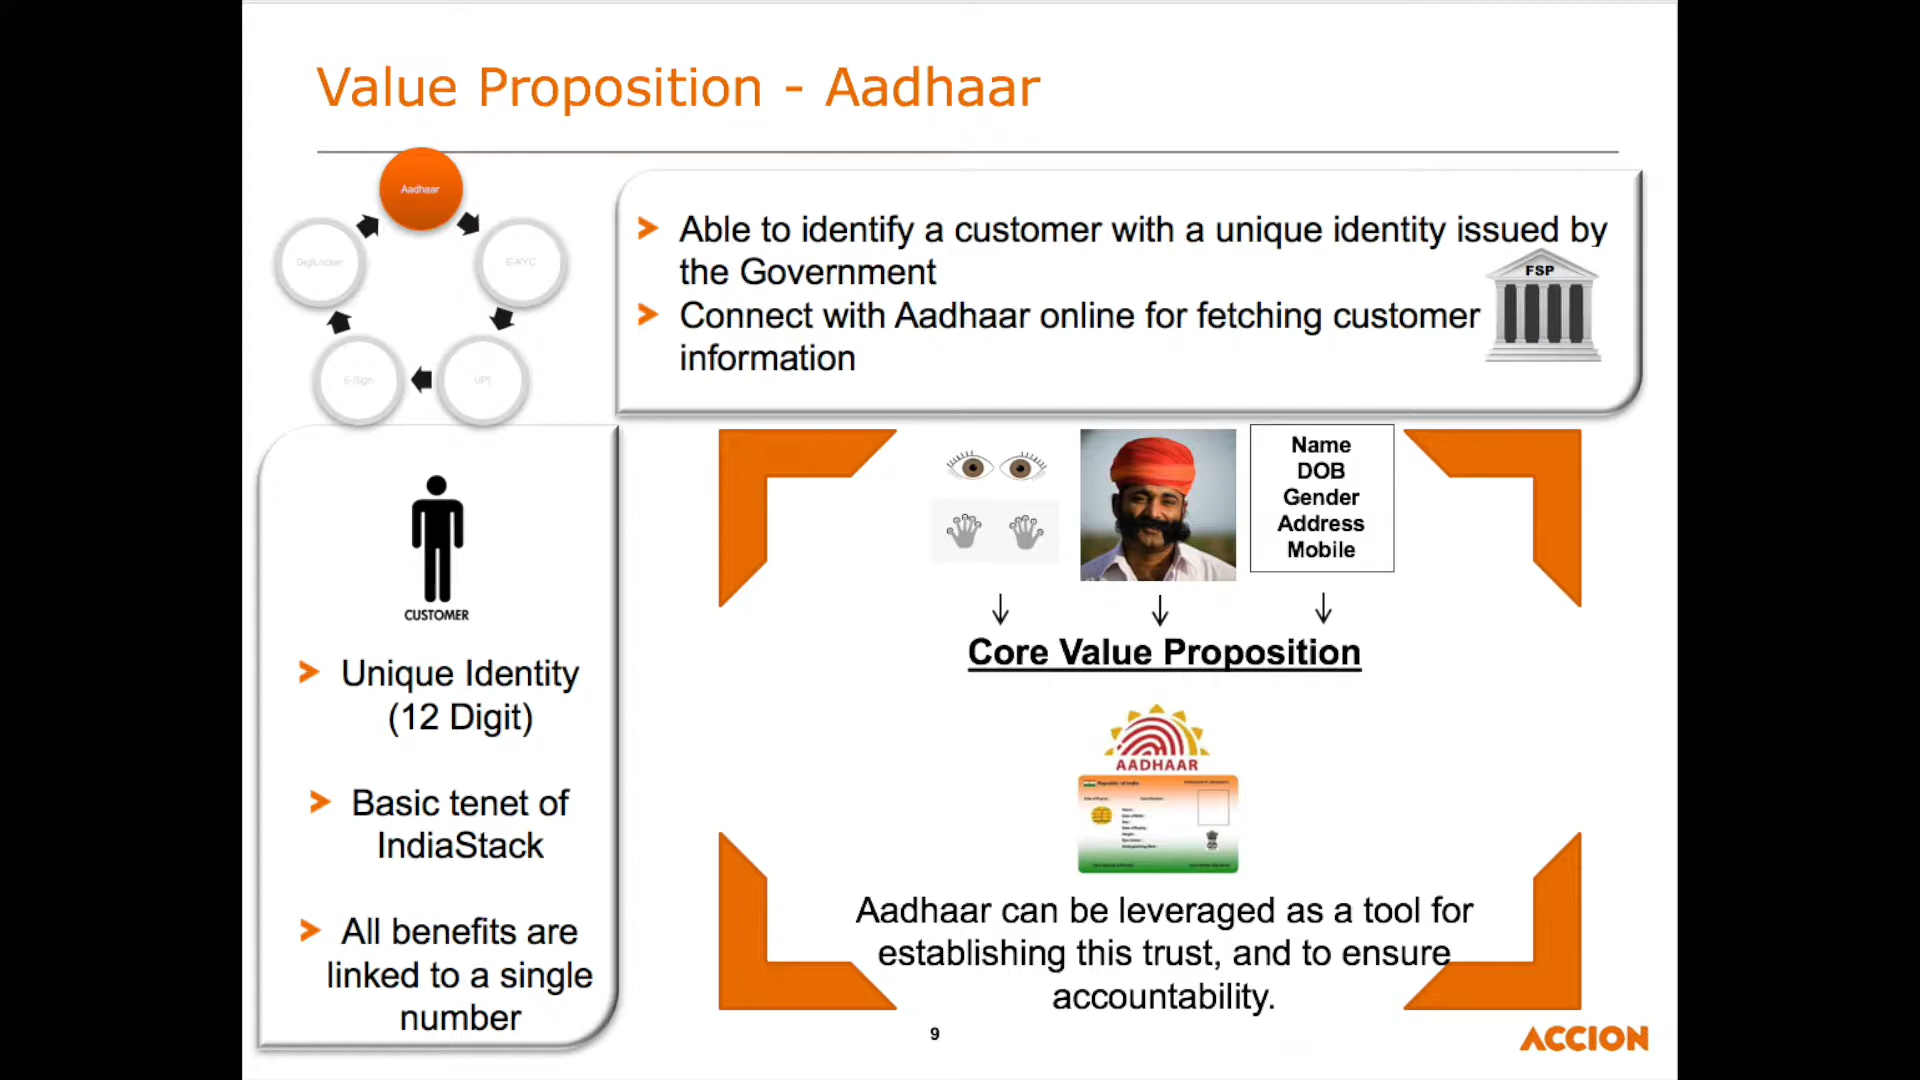 Value Proposition - Aadhaar
Aadhaar
DigiLocker
E-KYC
E-Sign
UPI
Able to identify a customer with a unique identity issued by
the Government
FSP
Connect with Aadhaar online for fetching customer
information
CUSTOMER
Unique Identity
(12 Digit)
Basic tenet of
IndiaStack
All benefits are
linked to a single
number
Name
DOB
Gender
Address
Mobile
Core Value Proposition
AADHAAR
Republic of India
Aadhaar can be leveraged as a tool for
establishing this trust, and to ensure
accountability.
9
ACCION